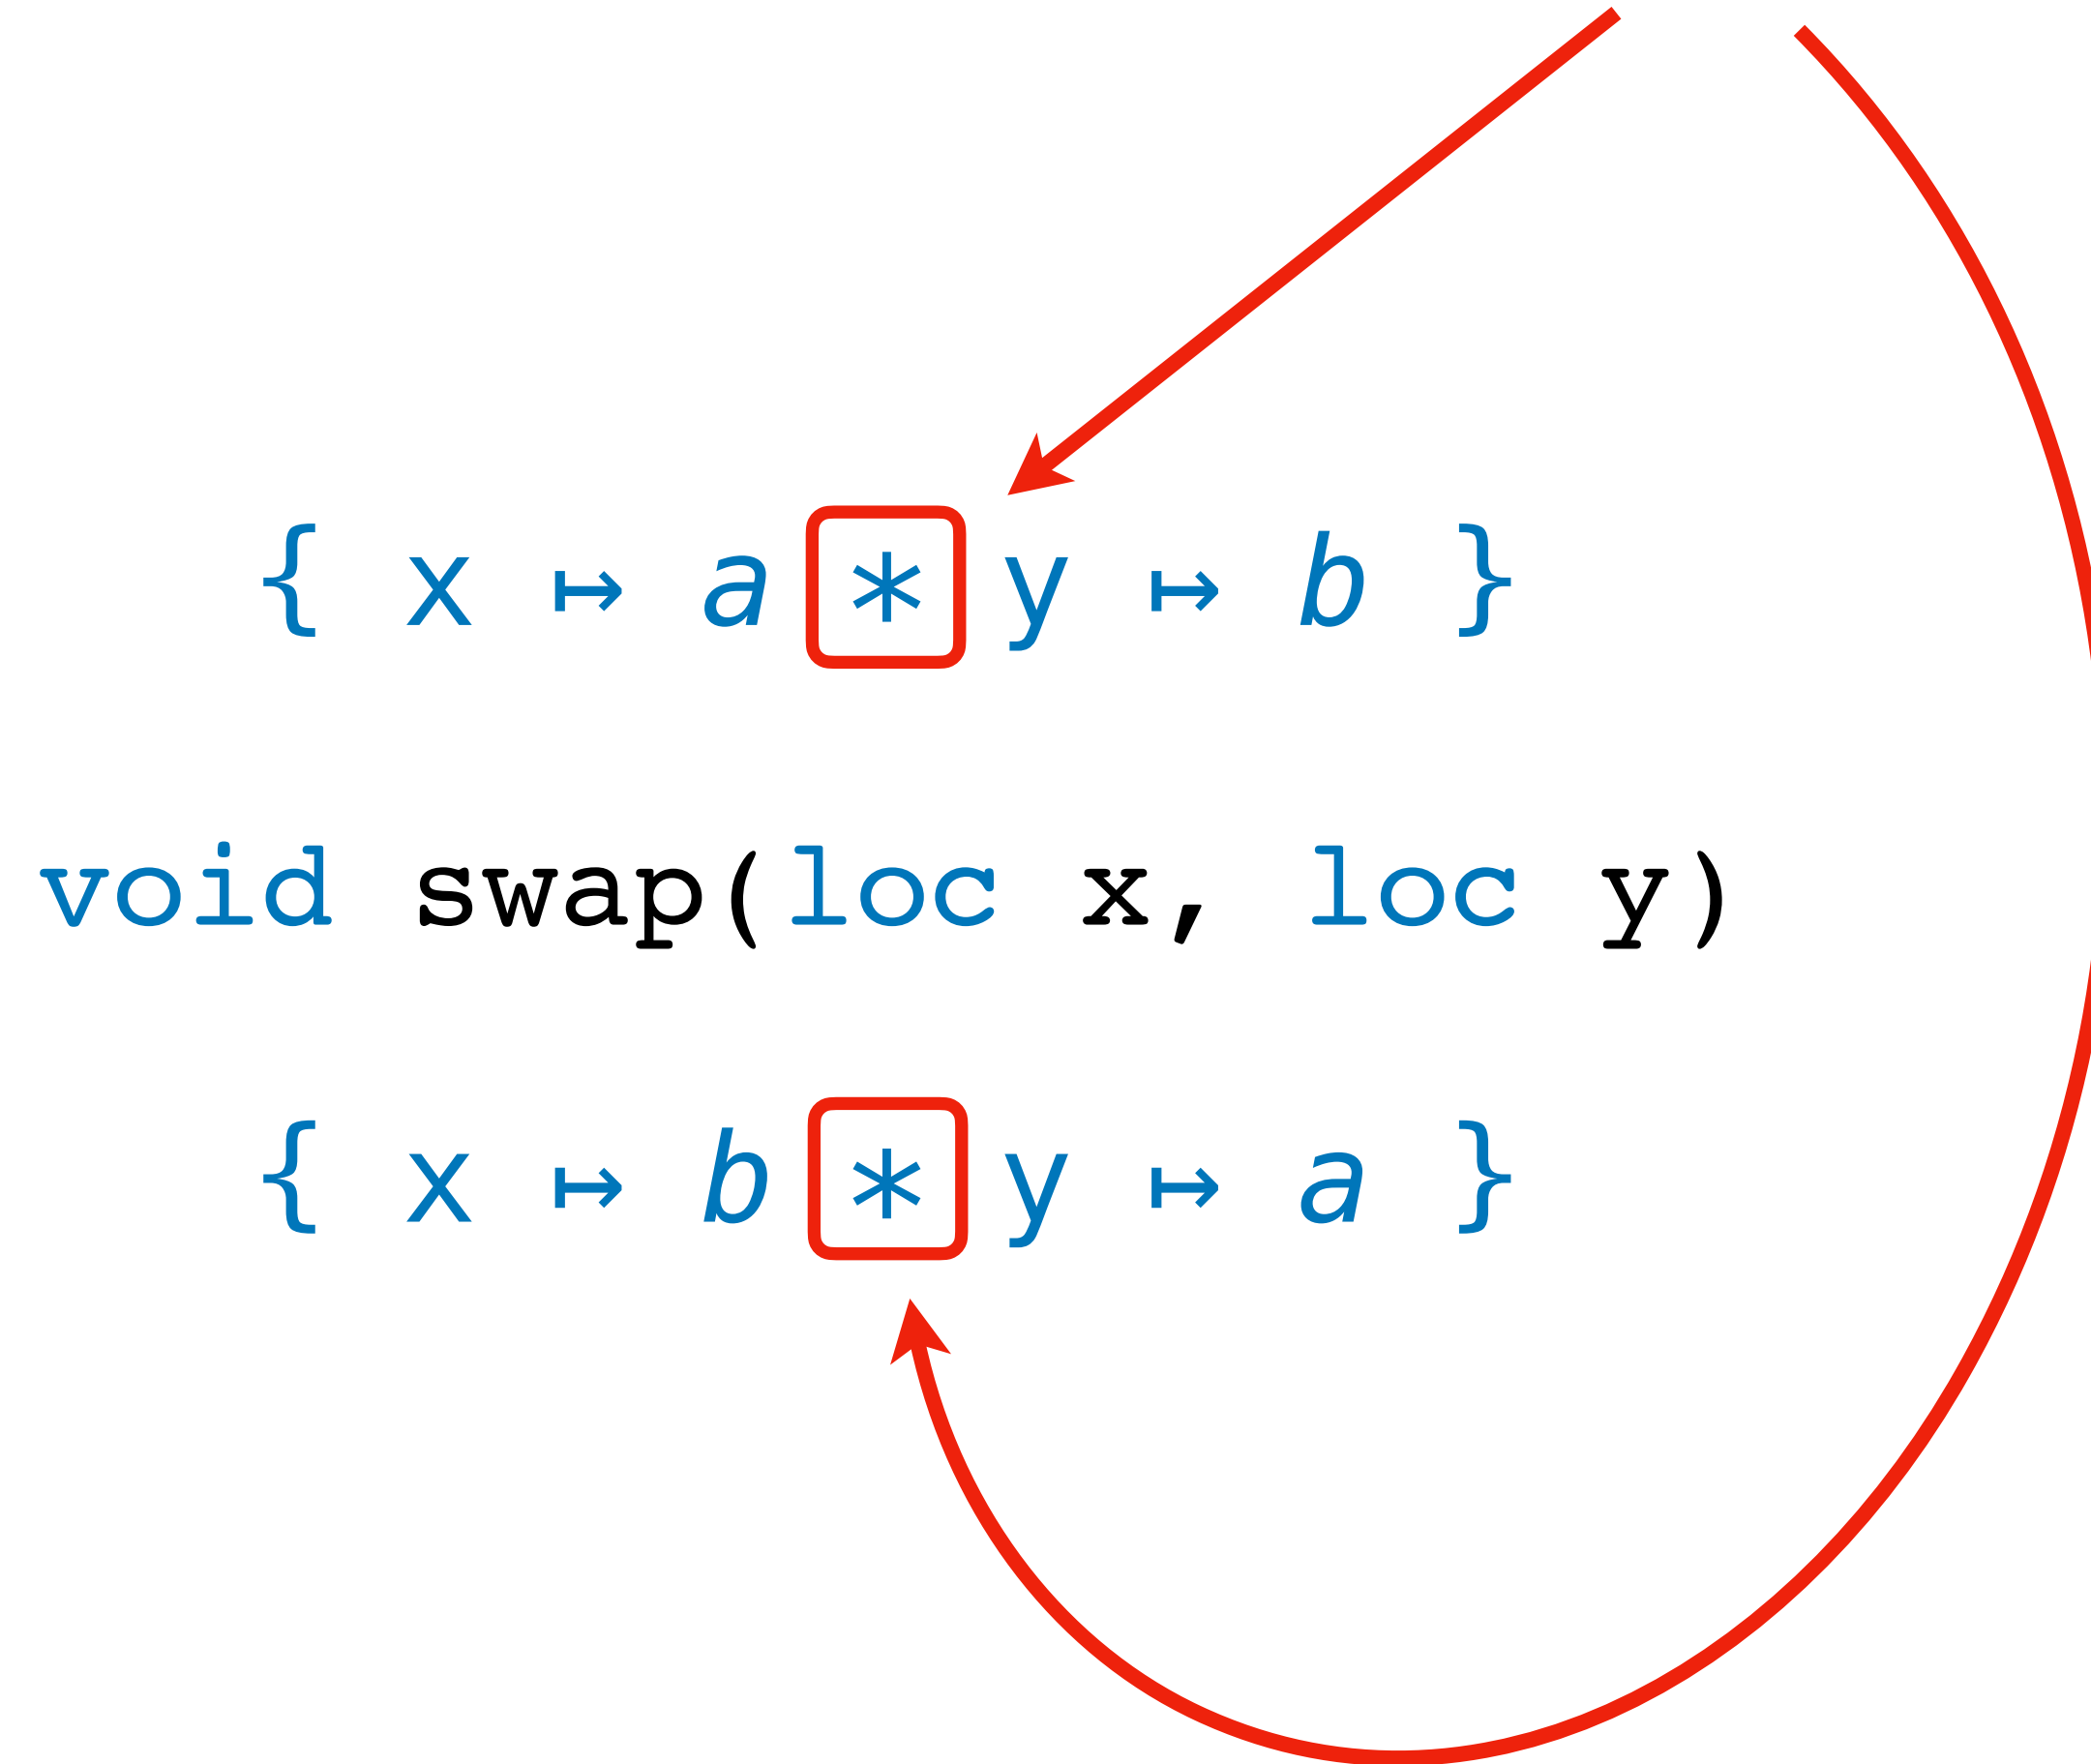 { x ↦ a * y ↦ b }
void swap(loc x, loc y)
{ x ↦ b * y ↦ a }